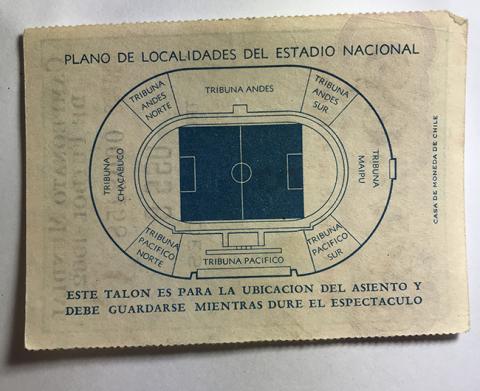 PLANO DE LOCALIDADES DEL ESTADIO NACIONAL
TRIBUNA
ANDES
NORTE
TRIBUNA ANDES
TRIBUNA
ANDES
SUR
TRIBUNA
CHACABUCO
TRIBUNA
MAIPU
TRIBUNA
PACIFICO
NORTE
TRIBUNA PACIFICO
TRIBUNA
PACIFICO
SUR
CASA DE MONEDA DE CHILE
ESTE TALON ES PARA LA UBICACION DEL ASIENTO Y
DEBE GUARDARSE MIENTRAS DURE EL ESPECTACULO